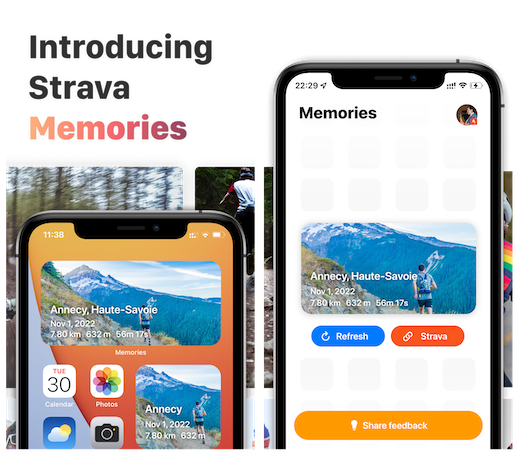 Introducing
Strava
Memories
11:38
Annecy, Haute-Savoie
Nov 1, 2022
7.80 km 632 m 56m 17s
Memories
TUE
30
Calendar
Photos
Annecy
Nov 1, 2022
7.80 km 632 m
22:29
Memories
Annecy, Haute-Savoie
Nov 1, 2022
7.80 km 632 m 56m 17s
Refresh
Strava
Share feedback